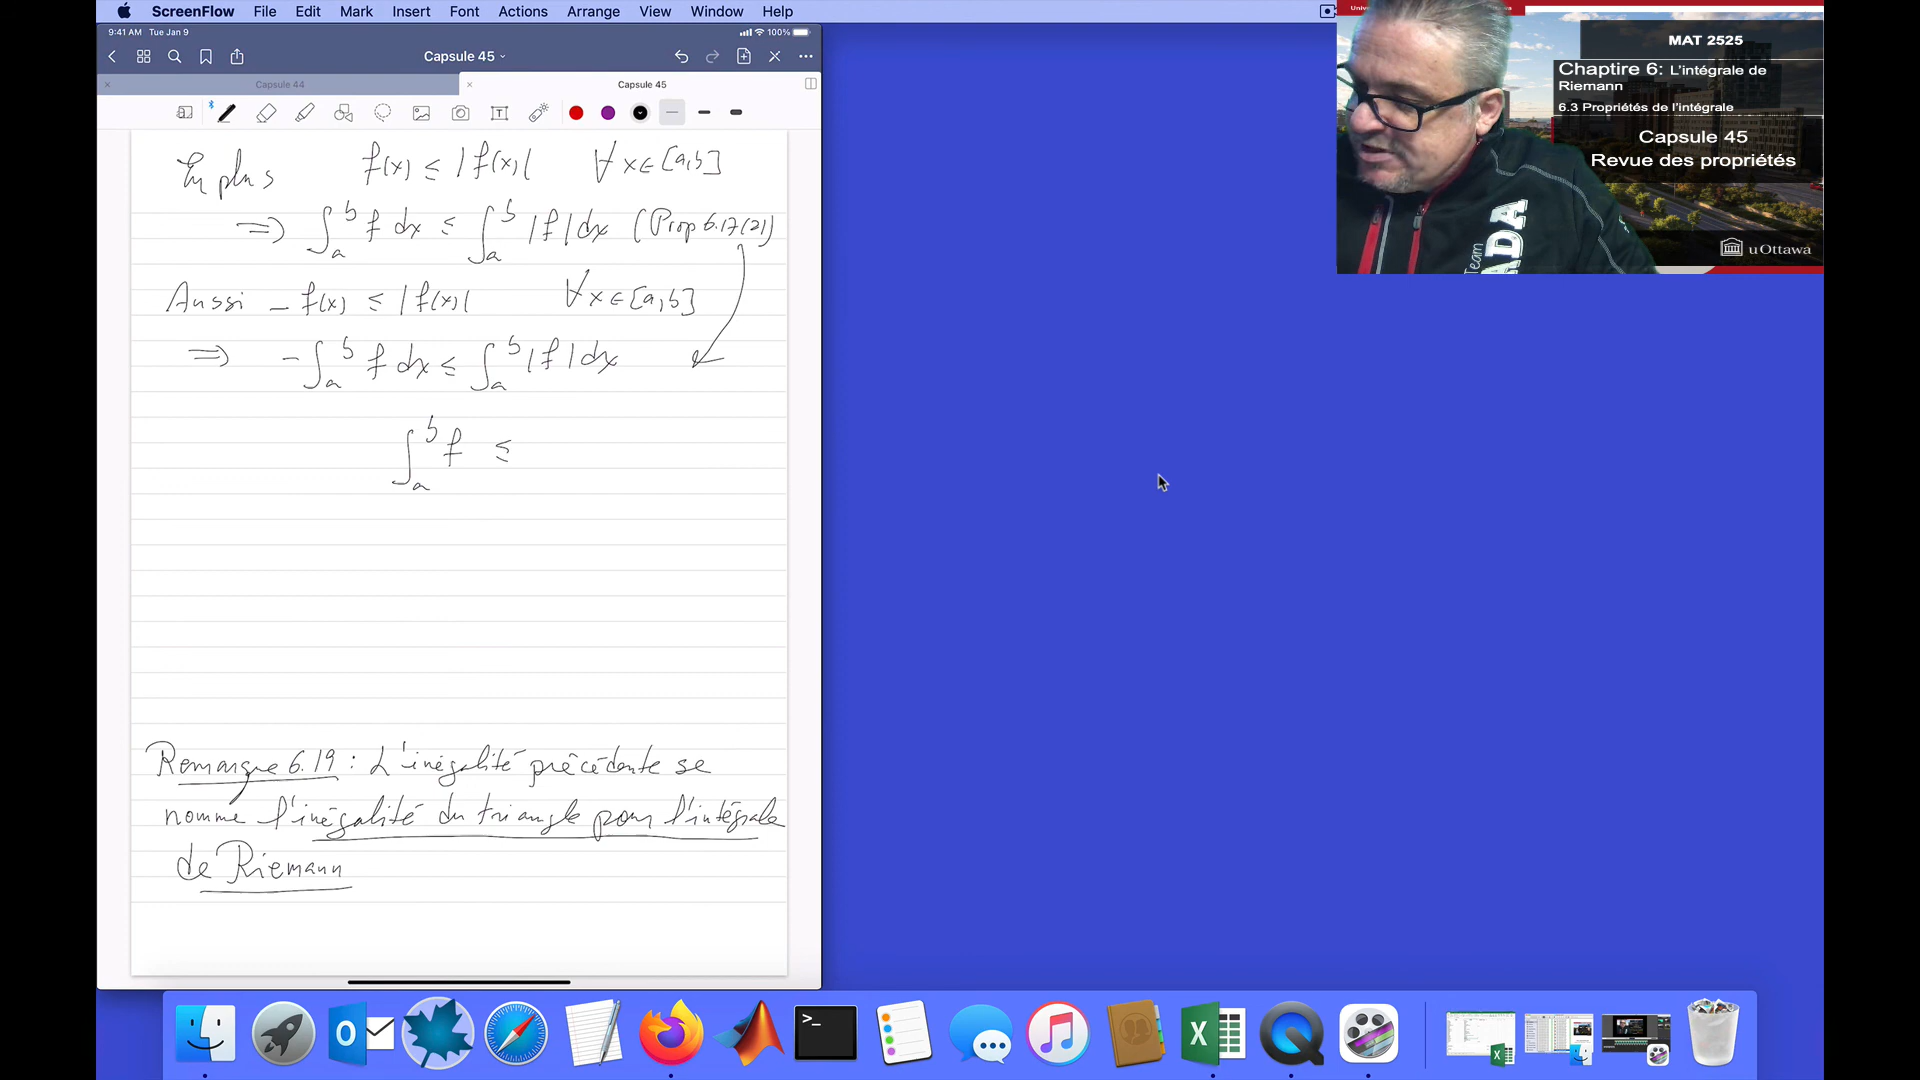 ScreenFlow File Edit Mark Insert Font Actions Arrange View Window Help
9:41 AM Tue Jan 9
100%
Capsule 45
Capsule 44
Capsule 45
En plus f(x) ≤ |f(x)| ∀ x ∈ [a,b]
⇒ ∫_a^b f dx ≤ ∫_a^b |f| dx (Prop 6.17(2))
Aussi - f(x) ≤ |f(x)| ∀ x ∈ [a,b]
⇒ - ∫_a^b f dx ≤ ∫_a^b |f| dx
∫_a^b f ≤
Remarque 6.19 : L'inégalité précédente se
nomme l'inégalité du triangle pour l'intégrale
de Riemann
MAT 2525
Chaptire 6: L'intégrale de
Riemann
6.3 Propriétés de l'intégrale
Capsule 45
Revue des propriétés
uOttawa
Team
ADA